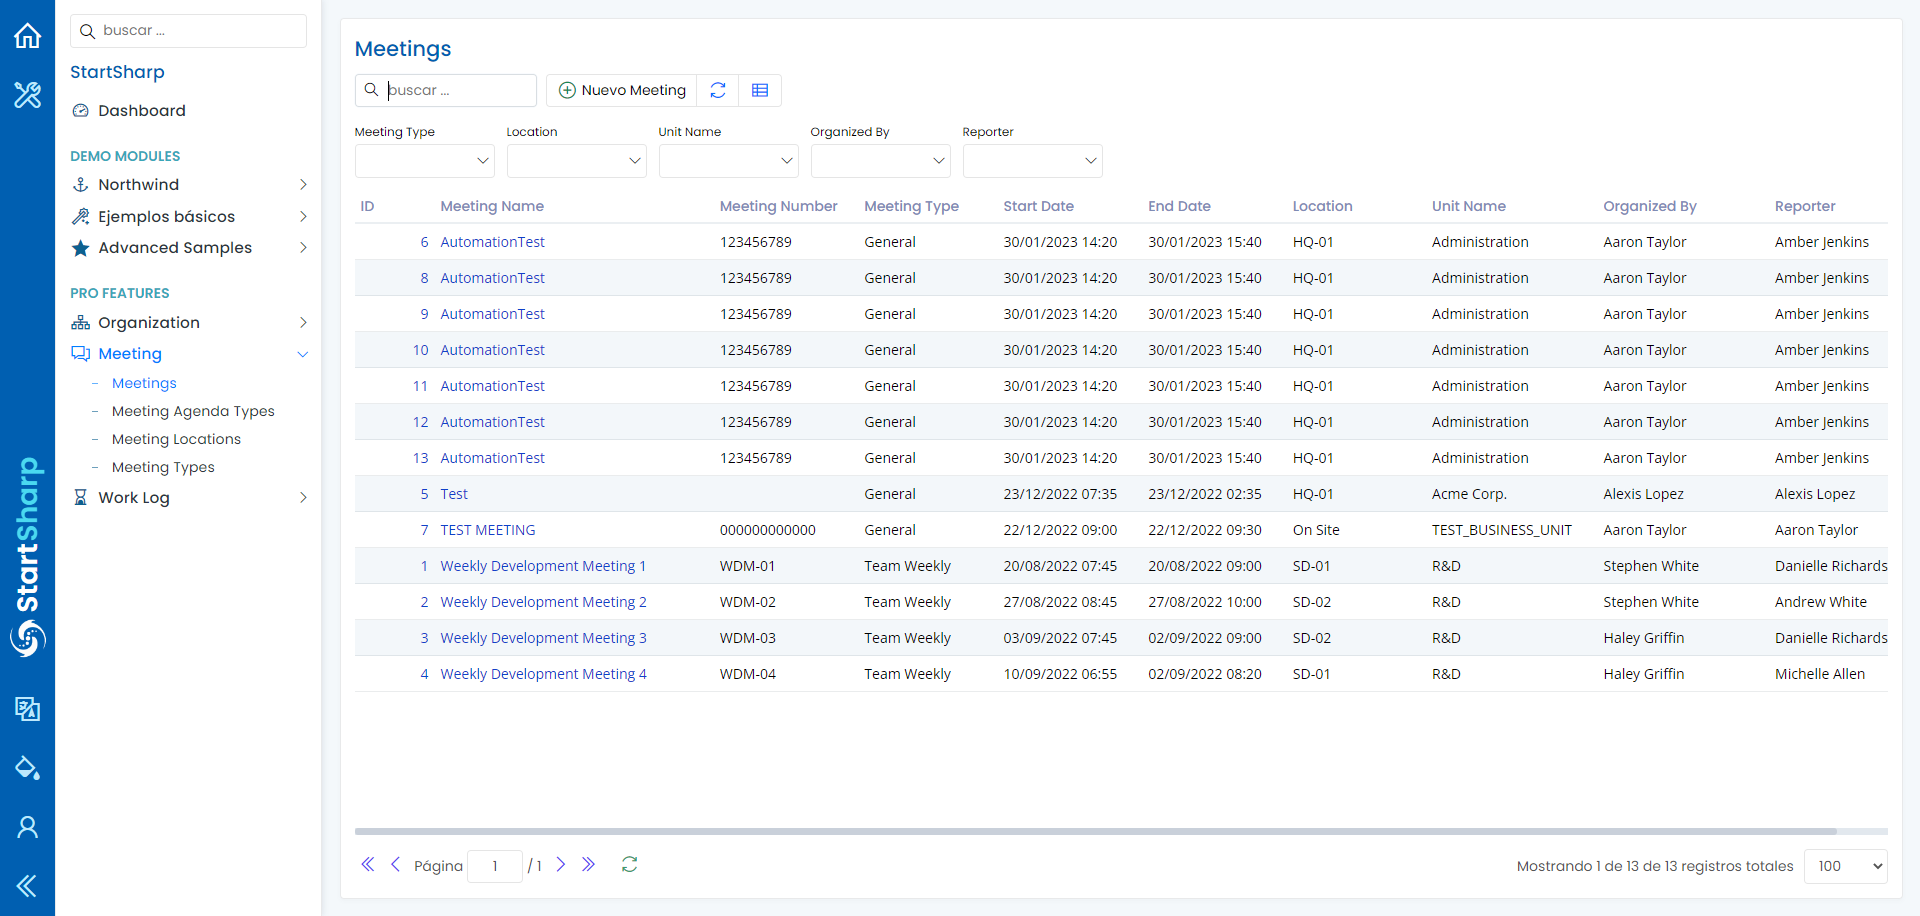 buscar ...
StartSharp
Dashboard
DEMO MODULES
Northwind
Ejemplos básicos
Advanced Samples
PRO FEATURES
Organization
Meeting
– Meetings
– Meeting Agenda Types
– Meeting Locations
– Meeting Types
Work Log
StartSharp
Meetings
buscar ...
Nuevo Meeting
Meeting Type Location Unit Name Organized By Reporter
ID Meeting Name Meeting Number Meeting Type Start Date End Date Location Unit Name Organized By Reporter
6 AutomationTest 123456789 General 30/01/2023 14:20 30/01/2023 15:40 HQ-01 Administration Aaron Taylor Amber Jenkins
8 AutomationTest 123456789 General 30/01/2023 14:20 30/01/2023 15:40 HQ-01 Administration Aaron Taylor Amber Jenkins
9 AutomationTest 123456789 General 30/01/2023 14:20 30/01/2023 15:40 HQ-01 Administration Aaron Taylor Amber Jenkins
10 AutomationTest 123456789 General 30/01/2023 14:20 30/01/2023 15:40 HQ-01 Administration Aaron Taylor Amber Jenkins
11 AutomationTest 123456789 General 30/01/2023 14:20 30/01/2023 15:40 HQ-01 Administration Aaron Taylor Amber Jenkins
12 AutomationTest 123456789 General 30/01/2023 14:20 30/01/2023 15:40 HQ-01 Administration Aaron Taylor Amber Jenkins
13 AutomationTest 123456789 General 30/01/2023 14:20 30/01/2023 15:40 HQ-01 Administration Aaron Taylor Amber Jenkins
5 Test General 23/12/2022 07:35 23/12/2022 02:35 HQ-01 Acme Corp. Alexis Lopez Alexis Lopez
7 TEST MEETING 000000000000 General 22/12/2022 09:00 22/12/2022 09:30 On Site TEST_BUSINESS_UNIT Aaron Taylor Aaron Taylor
1 Weekly Development Meeting 1 WDM-01 Team Weekly 20/08/2022 07:45 20/08/2022 09:00 SD-01 R&D Stephen White Danielle Richards
2 Weekly Development Meeting 2 WDM-02 Team Weekly 27/08/2022 08:45 27/08/2022 10:00 SD-02 R&D Stephen White Andrew White
3 Weekly Development Meeting 3 WDM-03 Team Weekly 03/09/2022 07:45 02/09/2022 09:00 SD-02 R&D Haley Griffin Danielle Richards
4 Weekly Development Meeting 4 WDM-04 Team Weekly 10/09/2022 06:55 02/09/2022 08:20 SD-01 R&D Haley Griffin Michelle Allen
Página 1 / 1
Mostrando 1 de 13 de 13 registros totales 100